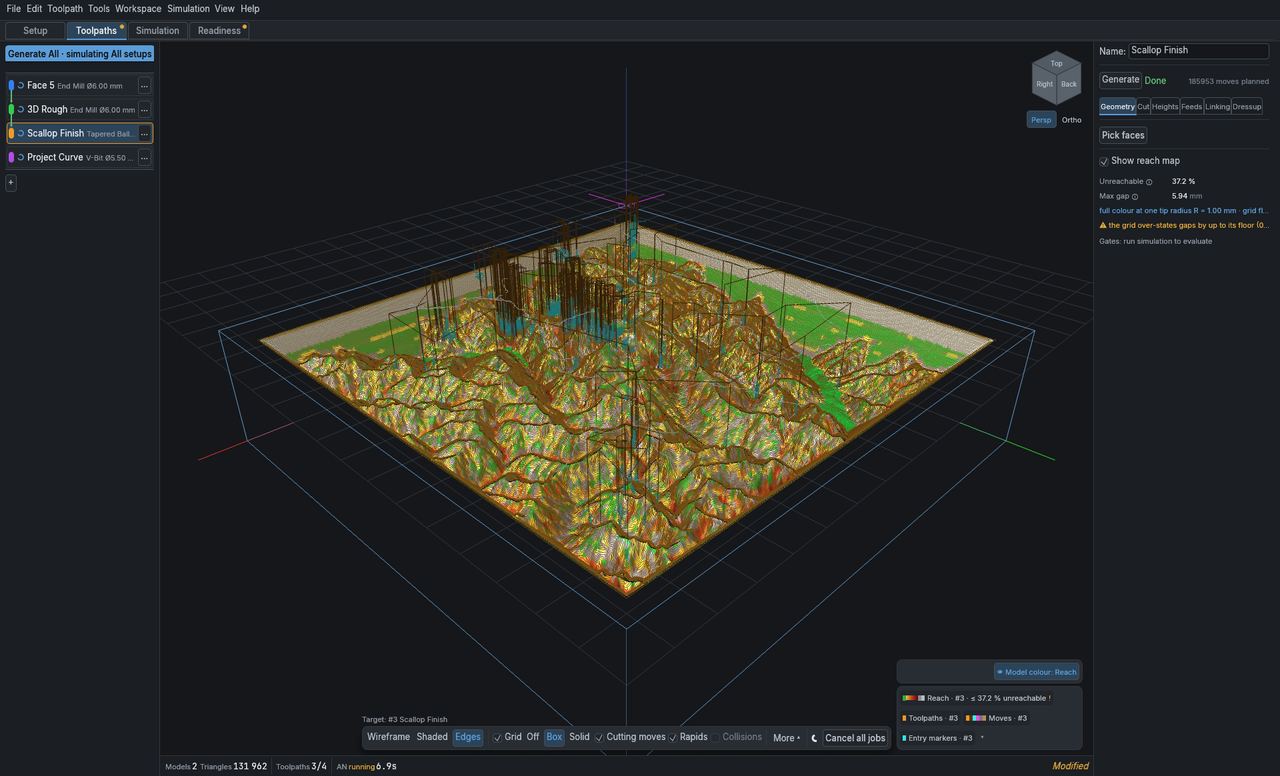 File Edit Toolpath Tools Workspace Simulation View Help
Setup Toolpaths Simulation Readiness
Generate All · simulating All setups
Face 5 End Mill Ø6.00 mm ...
3D Rough End Mill Ø6.00 mm ...
Scallop Finish Tapered Ball... ...
Project Curve V-Bit Ø5.50 ... ...
+
Top
Right Back
Persp Ortho
Name: Scallop Finish
Generate Done 185953 moves planned
Geometry Cut Heights Feeds Linking Dressup
Pick faces
Show reach map
Unreachable 37.2 %
Max gap 5.94 mm
full colour at one tip radius R = 1.00 mm · grid fl...
the grid over-states gaps by up to its floor (0...
Gates: run simulation to evaluate
Model colour: Reach
Reach · #3 · ≤ 37.2 % unreachable !
Toolpaths · #3 Moves · #3
Entry markers · #3
Target: #3 Scallop Finish
Wireframe Shaded Edges Grid Off Box Solid Cutting moves Rapids Collisions More Cancel all jobs
Models 2 Triangles 131 962 Toolpaths 3/4 AN running 6.9s Modified